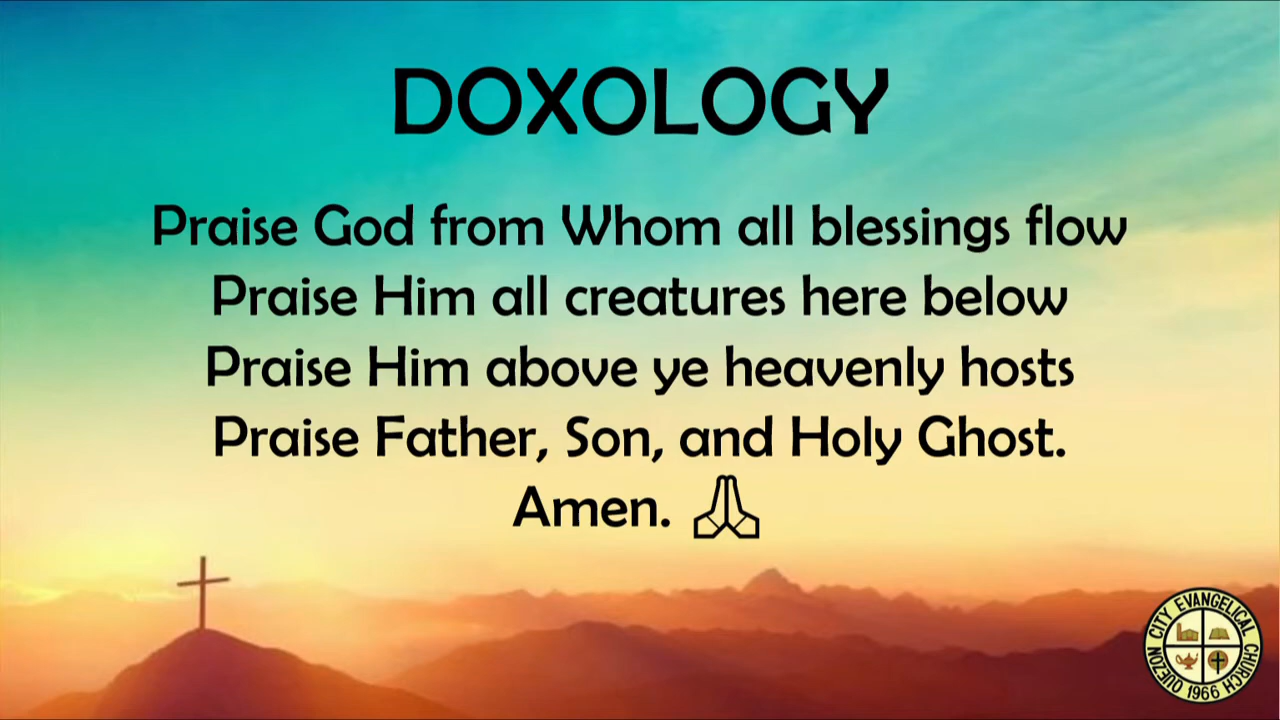 DOXOLOGY
Praise God from Whom all blessings flow
Praise Him all creatures here below
Praise Him above ye heavenly hosts
Praise Father, Son, and Holy Ghost.
Amen. 🙏
QUEZON CITY EVANGELICAL CHURCH
1966